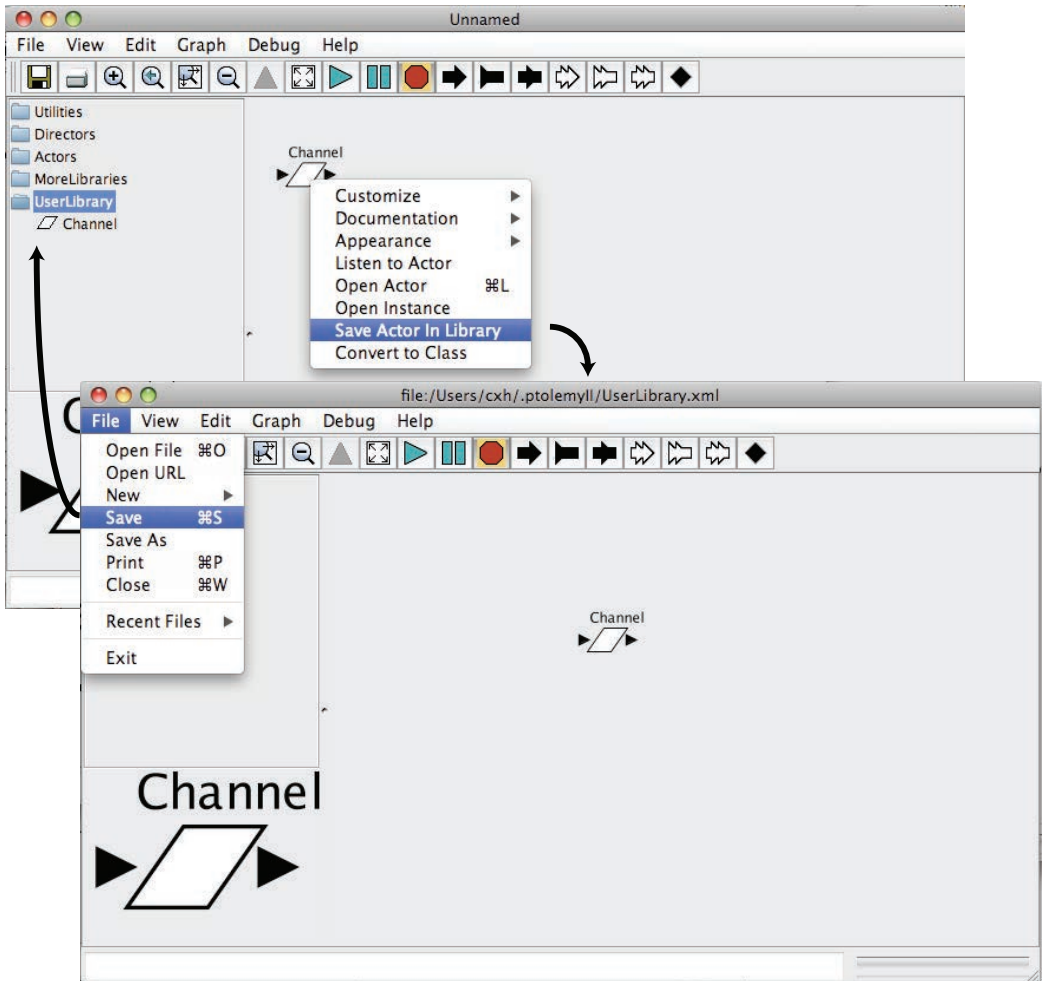 Unnamed
File View Edit Graph Debug Help
Utilities
Directors
Actors
MoreLibraries
UserLibrary
Channel
Channel
Customize
Documentation
Appearance
Listen to Actor
Open Actor ⌘L
Open Instance
Save Actor In Library
Convert to Class
file:/Users/cxh/.ptolemyII/UserLibrary.xml
File View Edit Graph Debug Help
Open File ⌘O
Open URL
New
Save ⌘S
Save As
Print ⌘P
Close ⌘W
Recent Files
Exit
Channel
Channel